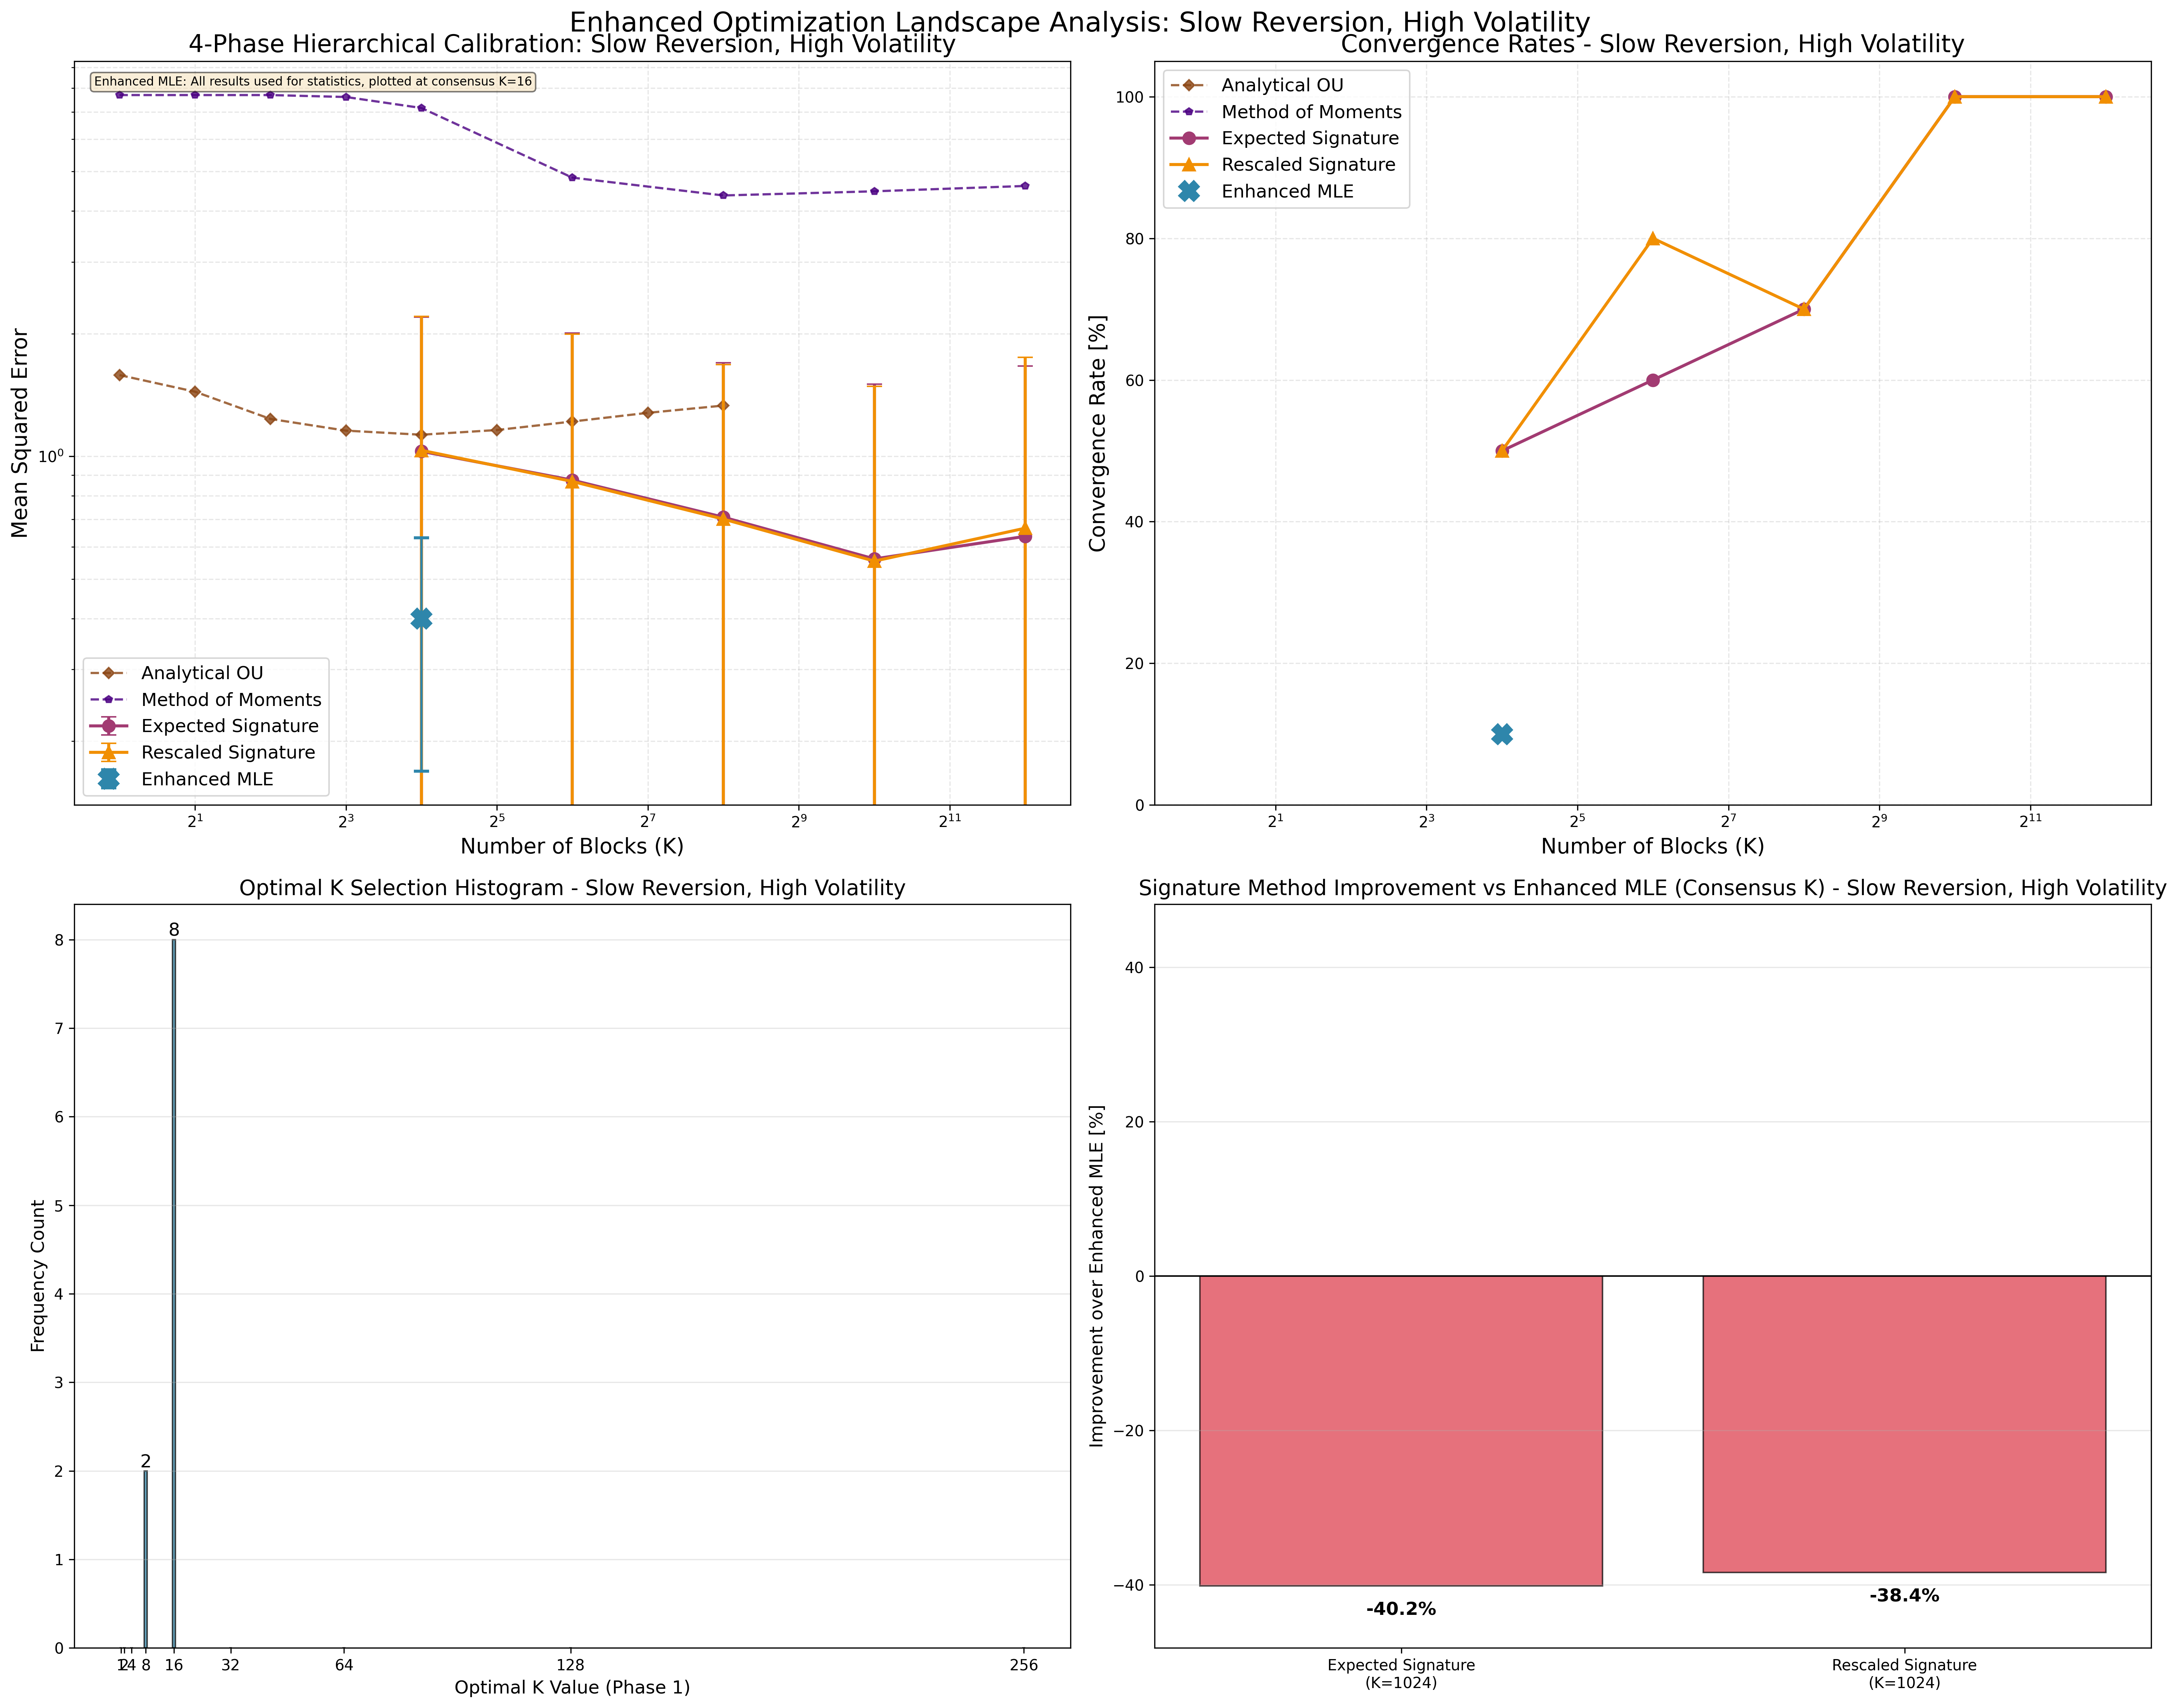 Enhanced Optimization Landscape Analysis: Slow Reversion, High Volatility
4-Phase Hierarchical Calibration: Slow Reversion, High Volatility
Enhanced MLE: All results used for statistics, plotted at consensus K=16
Mean Squared Error
10⁰
Analytical OU
Method of Moments
Expected Signature
Rescaled Signature
Enhanced MLE
2¹ 2³ 2⁵ 2⁷ 2⁹ 2¹¹
Number of Blocks (K)
Convergence Rates - Slow Reversion, High Volatility
Analytical OU
Method of Moments
Expected Signature
Rescaled Signature
Enhanced MLE
Convergence Rate [%]
100
80
60
40
20
0
2¹ 2³ 2⁵ 2⁷ 2⁹ 2¹¹
Number of Blocks (K)
Optimal K Selection Histogram - Slow Reversion, High Volatility
Frequency Count
8
7
6
5
4
3
2
1
0
2
8
1 2 4 8 16 32 64 128 256
Optimal K Value (Phase 1)
Signature Method Improvement vs Enhanced MLE (Consensus K) - Slow Reversion, High Volatility
Improvement over Enhanced MLE [%]
40
20
0
−20
−40
-40.2%
-38.4%
Expected Signature
(K=1024)
Rescaled Signature
(K=1024)